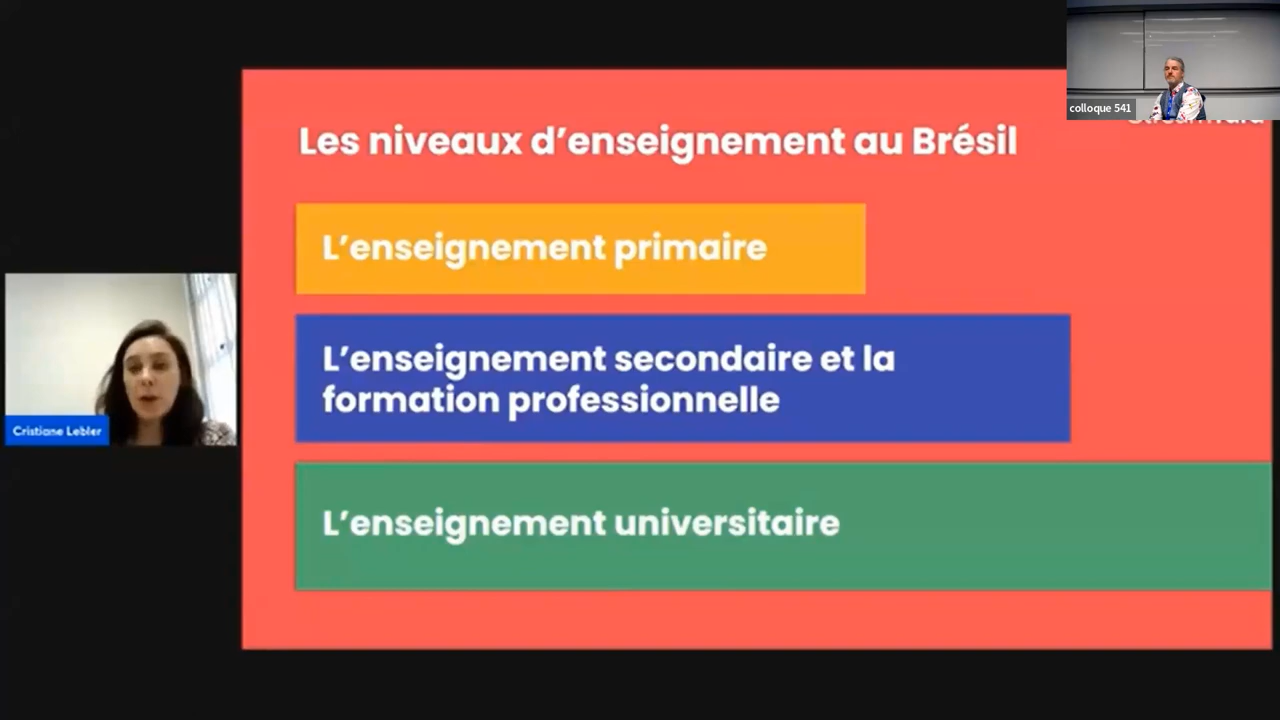 colloque 541
Les niveaux d’enseignement au Brésil
L’enseignement primaire
L’enseignement secondaire et la
formation professionnelle
L’enseignement universitaire
Cristiane Lebler